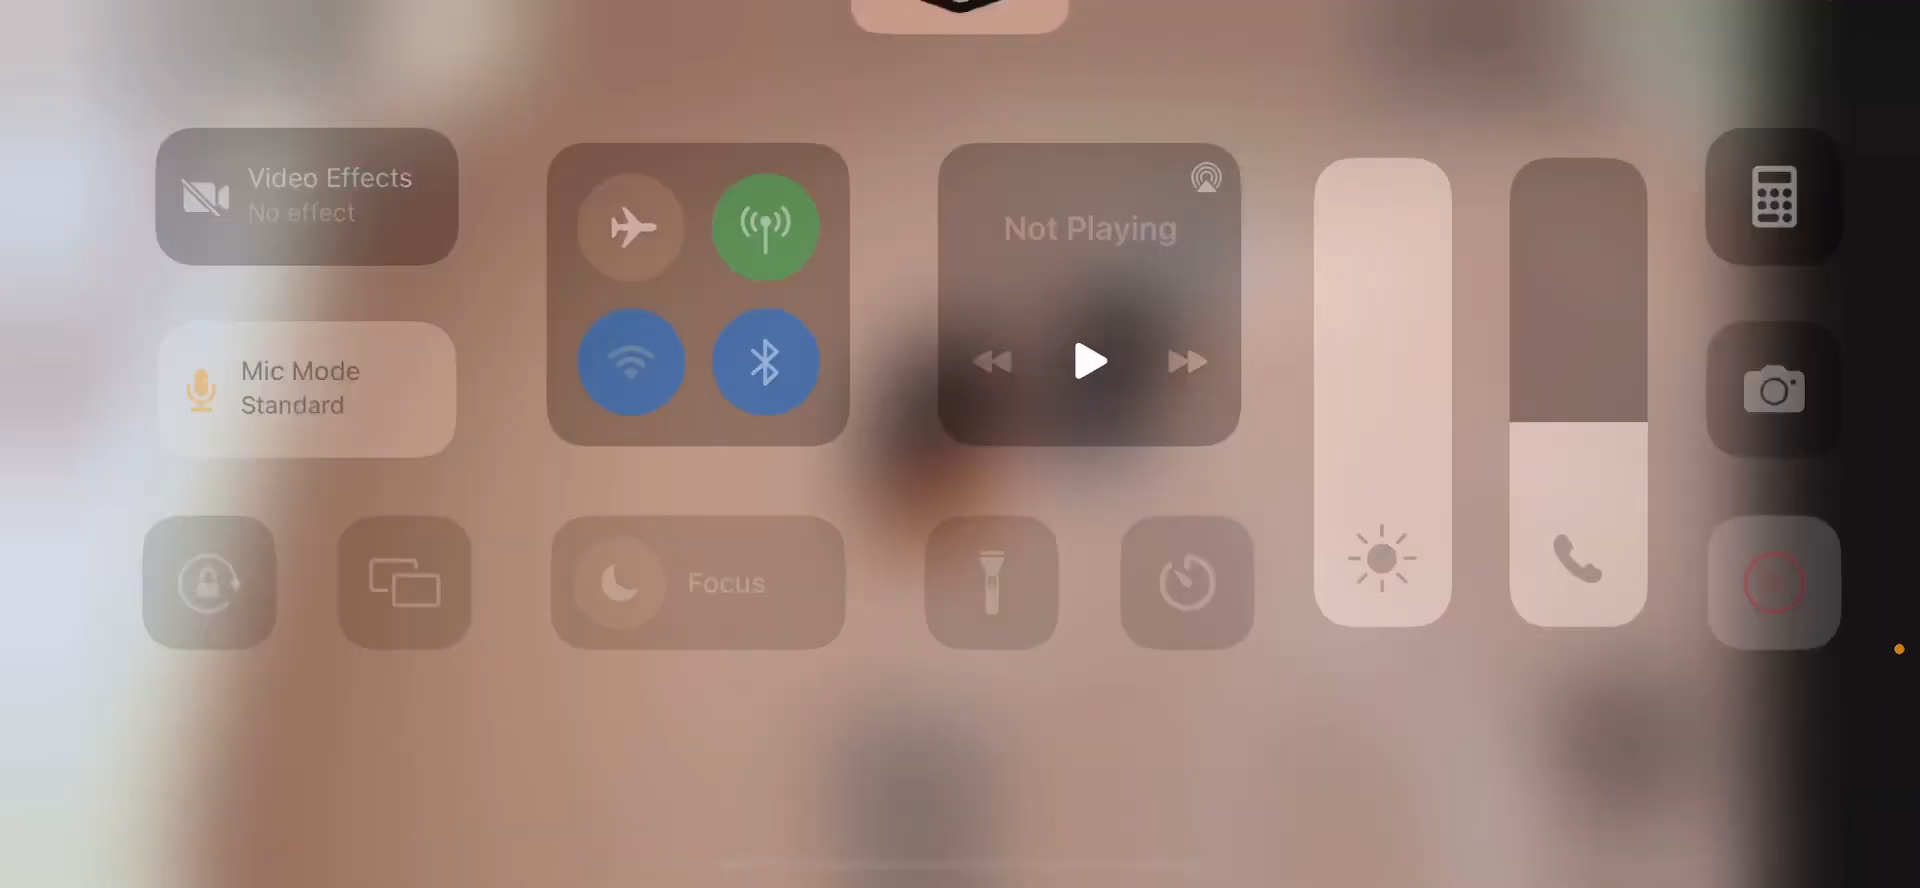 Video Effects
No effect
Mic Mode
Standard
Not Playing
Focus